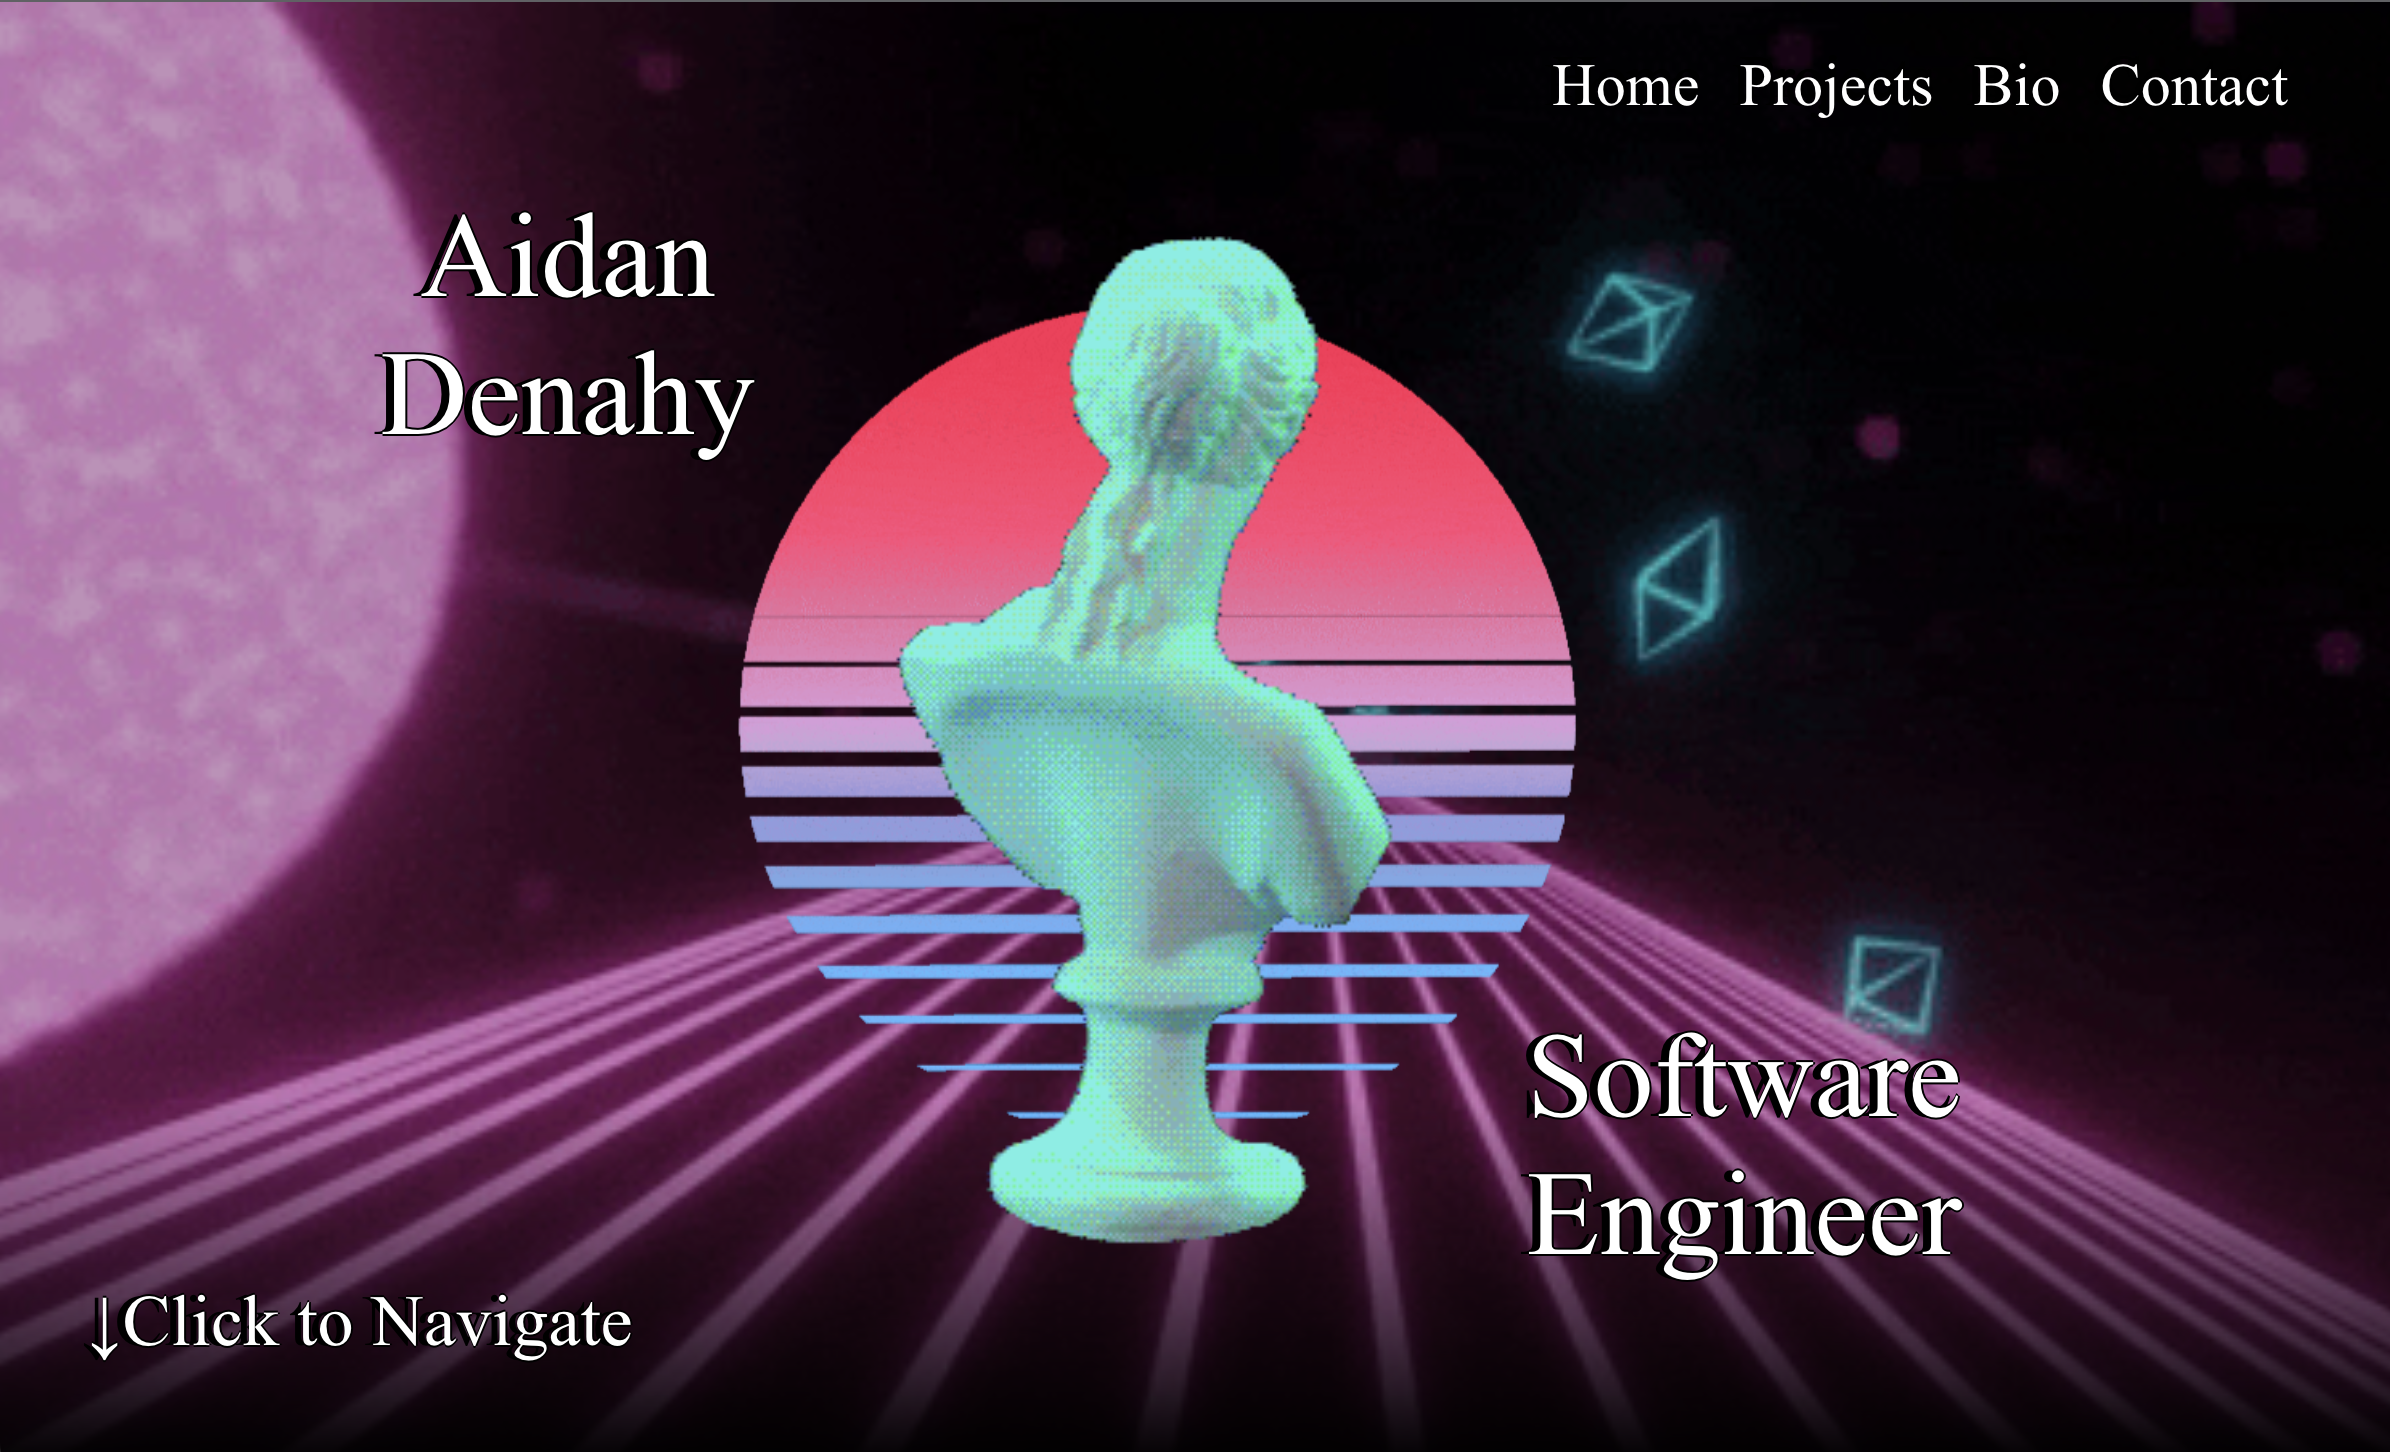 Home Projects Bio Contact
Aidan
Denahy
Software
Engineer
↓Click to Navigate